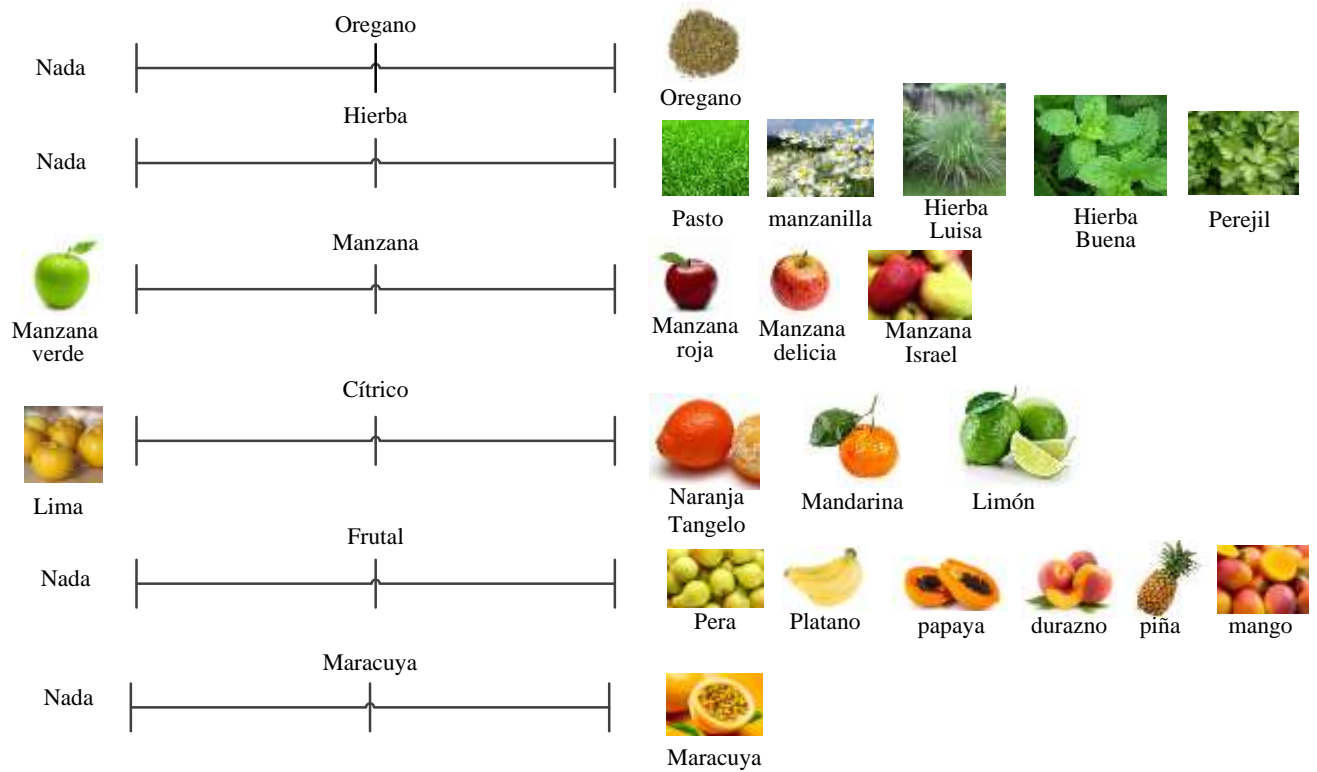 Oregano
Nada
Oregano
Hierba
Nada
Pasto
manzanilla
Hierba
Luisa
Hierba
Buena
Perejil
Manzana
Manzana
verde
Manzana
roja
Manzana
delicia
Manzana
Israel
Cítrico
Lima
Naranja
Tangelo
Mandarina
Limón
Frutal
Nada
Pera
Platano
papaya
durazno
piña
mango
Maracuya
Nada
Maracuya